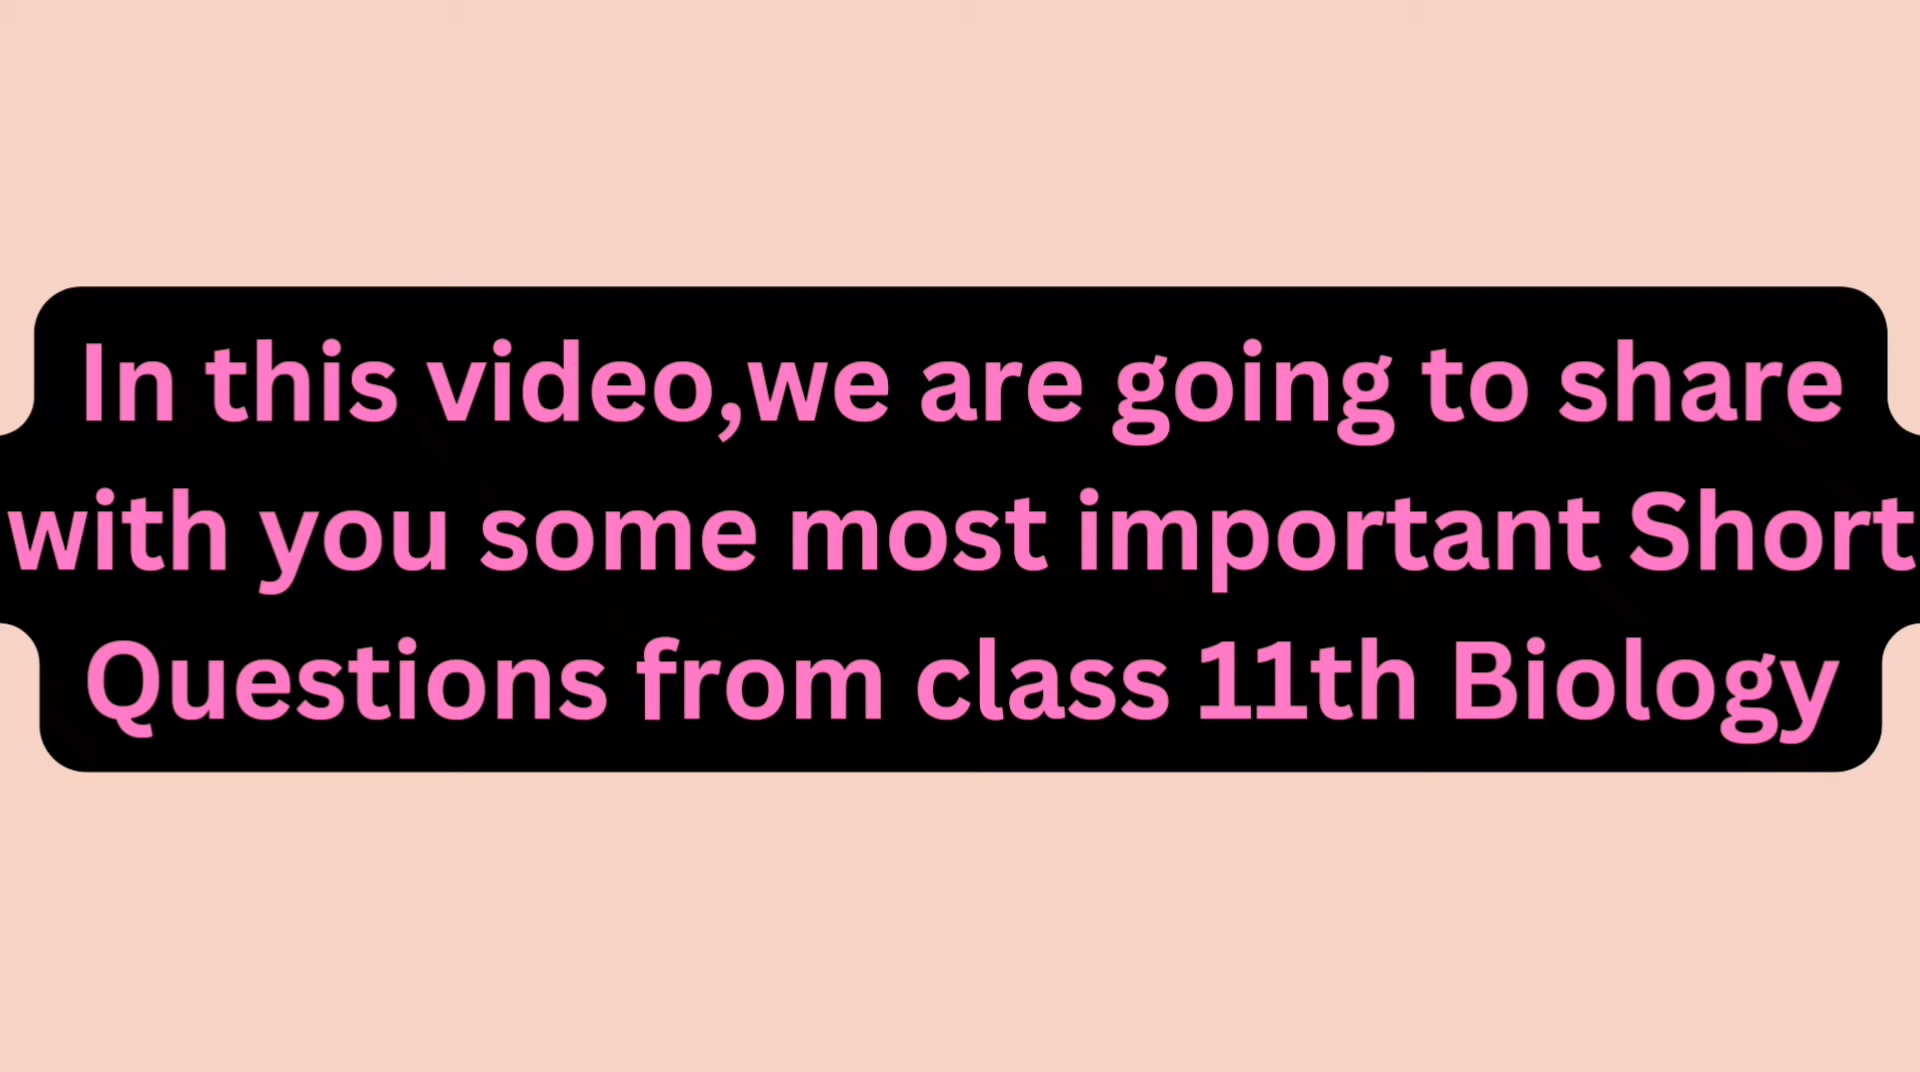 In this video,we are going to share
with you some most important Short
Questions from class 11th Biology